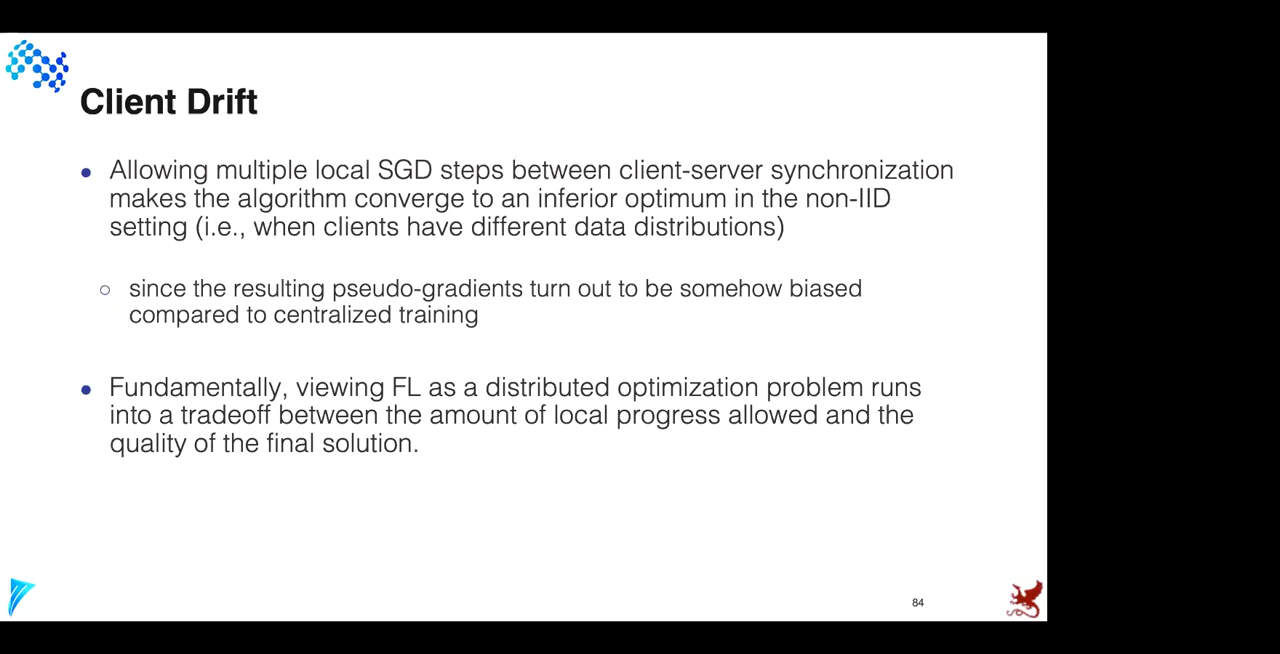 Client Drift
● Allowing multiple local SGD steps between client-server synchronization
makes the algorithm converge to an inferior optimum in the non-IID
setting (i.e., when clients have different data distributions)
○ since the resulting pseudo-gradients turn out to be somehow biased
compared to centralized training
● Fundamentally, viewing FL as a distributed optimization problem runs
into a tradeoff between the amount of local progress allowed and the
quality of the final solution.
84